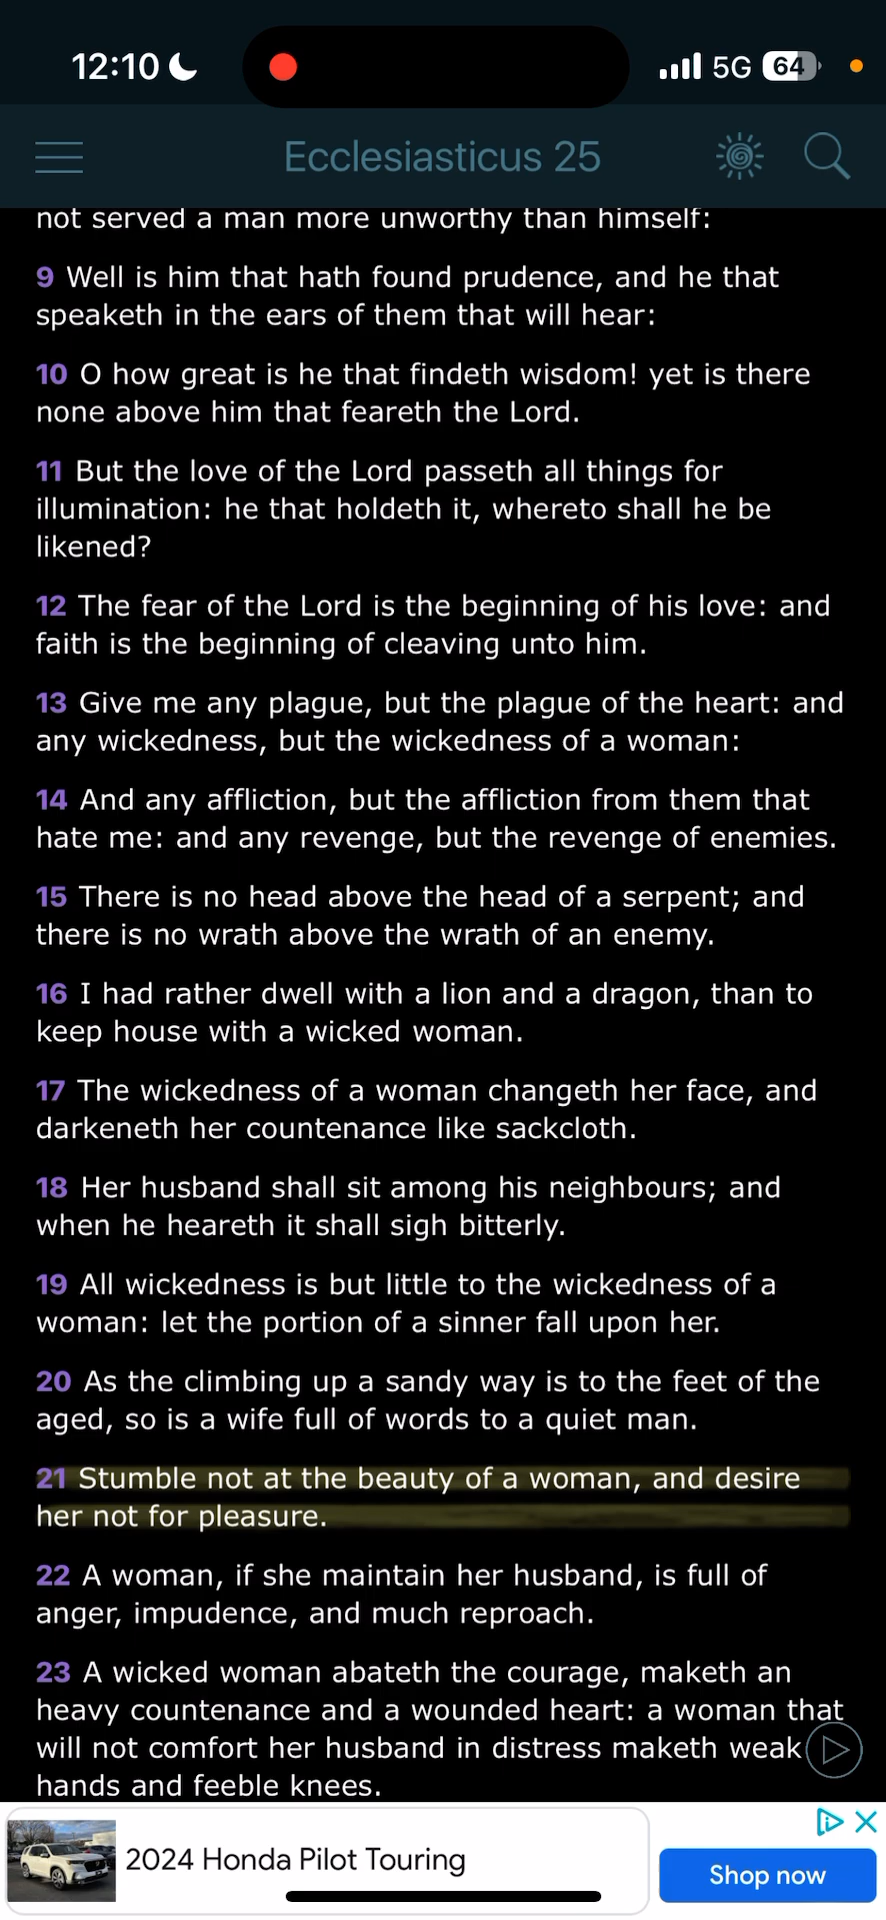 12:10
5G
64
Ecclesiasticus 25
not served a man more unworthy than himself:
9 Well is him that hath found prudence, and he that
speaketh in the ears of them that will hear:
10 O how great is he that findeth wisdom! yet is there
none above him that feareth the Lord.
11 But the love of the Lord passeth all things for
illumination: he that holdeth it, whereto shall he be
likened?
12 The fear of the Lord is the beginning of his love: and
faith is the beginning of cleaving unto him.
13 Give me any plague, but the plague of the heart: and
any wickedness, but the wickedness of a woman:
14 And any affliction, but the affliction from them that
hate me: and any revenge, but the revenge of enemies.
15 There is no head above the head of a serpent; and
there is no wrath above the wrath of an enemy.
16 I had rather dwell with a lion and a dragon, than to
keep house with a wicked woman.
17 The wickedness of a woman changeth her face, and
darkeneth her countenance like sackcloth.
18 Her husband shall sit among his neighbours; and
when he heareth it shall sigh bitterly.
19 All wickedness is but little to the wickedness of a
woman: let the portion of a sinner fall upon her.
20 As the climbing up a sandy way is to the feet of the
aged, so is a wife full of words to a quiet man.
21 Stumble not at the beauty of a woman, and desire
her not for pleasure.
22 A woman, if she maintain her husband, is full of
anger, impudence, and much reproach.
23 A wicked woman abateth the courage, maketh an
heavy countenance and a wounded heart: a woman that
will not comfort her husband in distress maketh weak
hands and feeble knees.
2024 Honda Pilot Touring
Shop now